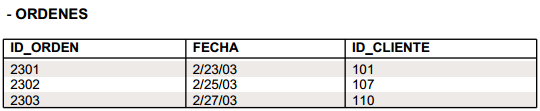 - ORDENES
ID_ORDEN FECHA ID_CLIENTE
2301 2/23/03 101
2302 2/25/03 107
2303 2/27/03 110